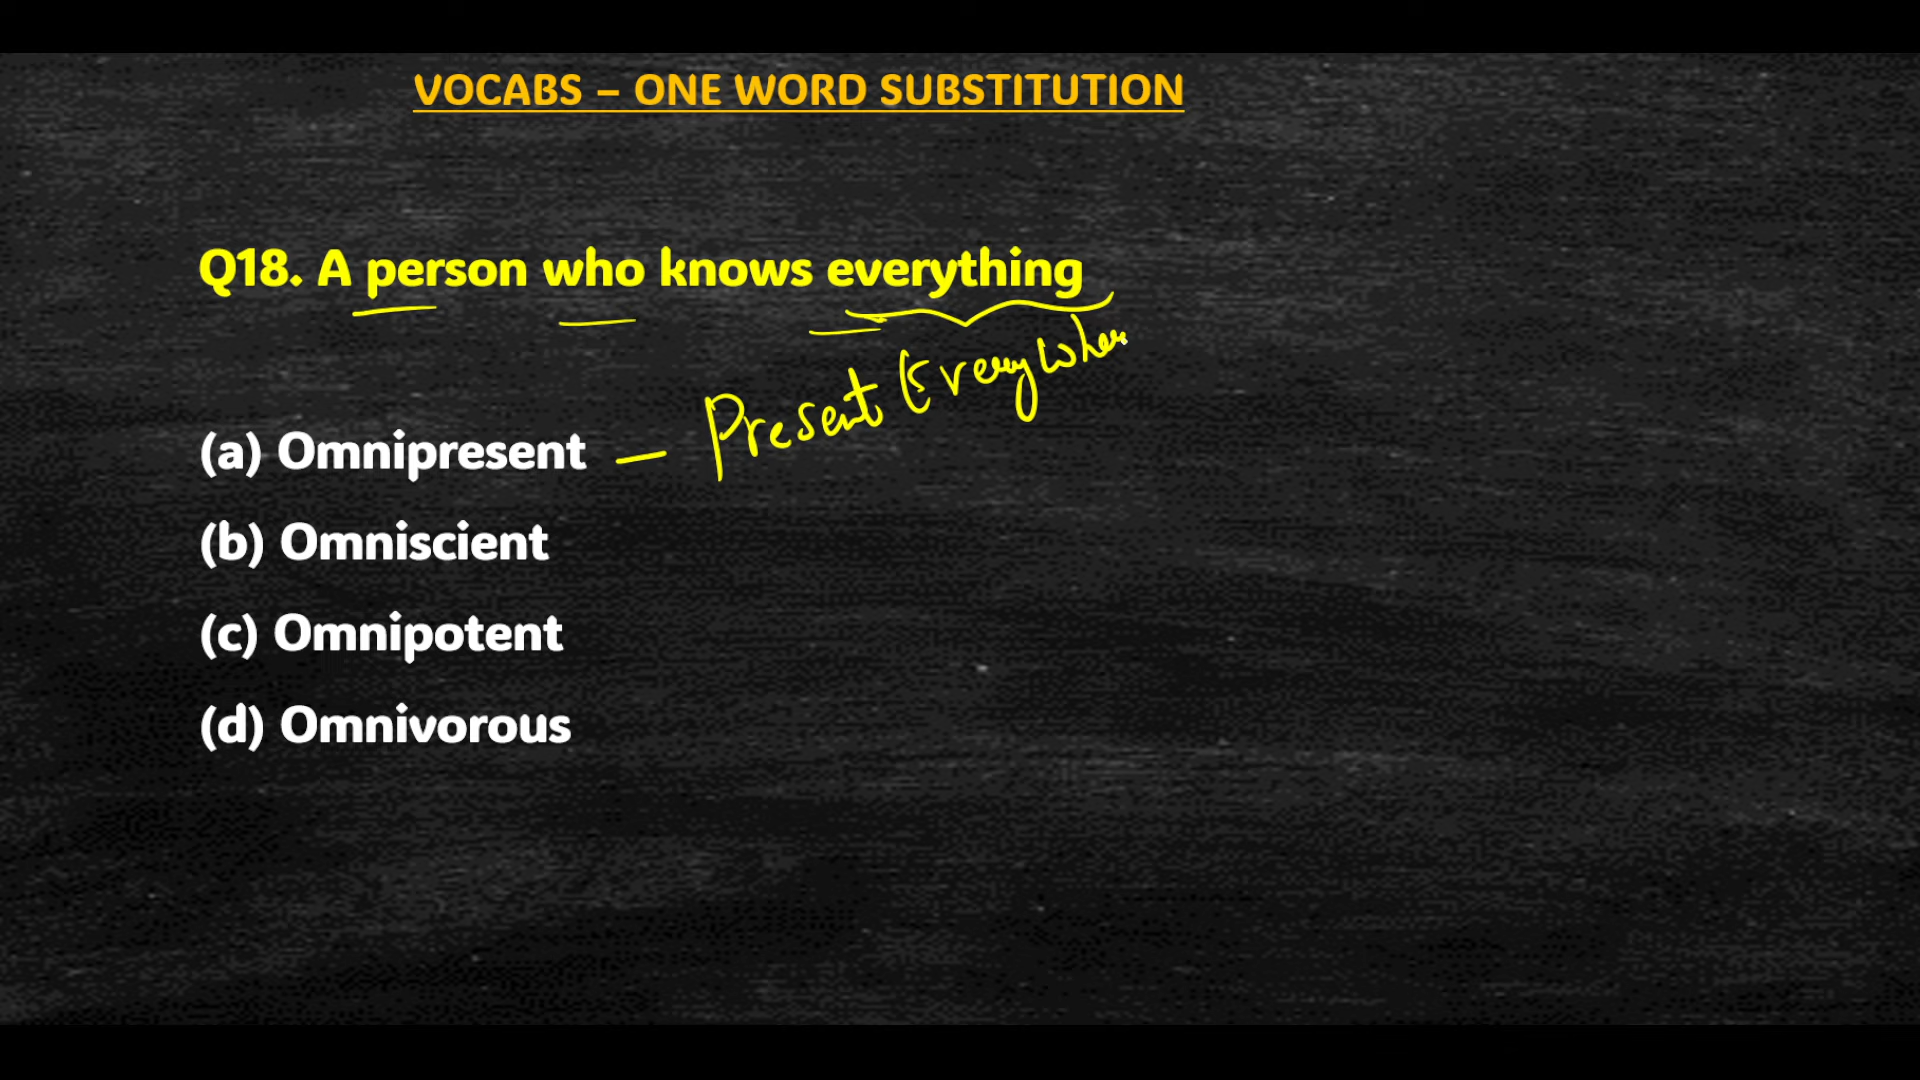 VOCABS – ONE WORD SUBSTITUTION
Q18. A person who knows everything
(a) Omnipresent – Present Everywhere
(b) Omniscient
(c) Omnipotent
(d) Omnivorous